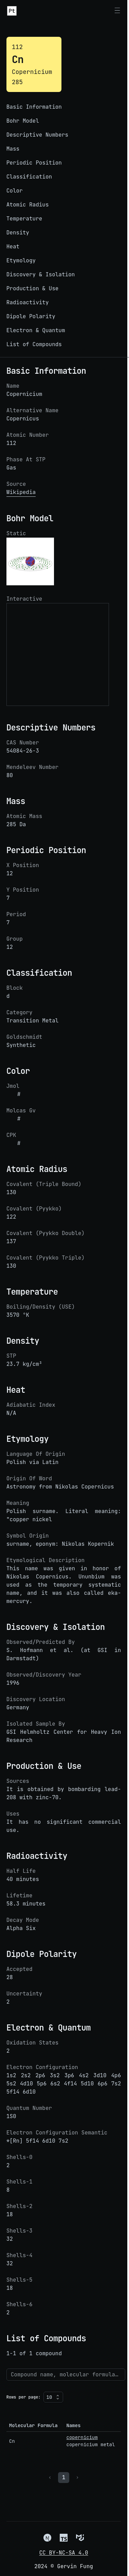 Pt
112
Cn
Copernicium
285
Basic Information
Bohr Model
Descriptive Numbers
Mass
Periodic Position
Classification
Color
Atomic Radius
Temperature
Density
Heat
Etymology
Discovery & Isolation
Production & Use
Radioactivity
Dipole Polarity
Electron & Quantum
List of Compounds
Basic Information
Name
Copernicium
Alternative Name
Copernicus
Atomic Number
112
Phase At STP
Gas
Source
Wikipedia
Bohr Model
Static
Interactive
Descriptive Numbers
CAS Number
54084-26-3
Mendeleev Number
80
Mass
Atomic Mass
285 Da
Periodic Position
X Position
12
Y Position
7
Period
7
Group
12
Classification
Block
d
Category
Transition Metal
Goldschmidt
Synthetic
Color
Jmol
#
Molcas Gv
#
CPK
#
Atomic Radius
Covalent (Triple Bound)
130
Covalent (Pyykko)
122
Covalent (Pyykko Double)
137
Covalent (Pyykko Triple)
130
Temperature
Boiling/Density (USE)
3570 °K
Density
STP
23.7 kg/cm³
Heat
Adiabatic Index
N/A
Etymology
Language Of Origin
Polish via Latin
Origin Of Word
Astronomy from Nikolas Copernicus
Meaning
Polish surname. Literal meaning:
"copper nickel
Symbol Origin
surname, eponym: Nikolas Kopernik
Etymological Description
This name was given in honor of
Nikolas Copernicus. Ununbium was
used as the temporary systematic
name, and it was also called eka-
mercury.
Discovery & Isolation
Observed/Predicted By
S. Hofmann et al. (at GSI in
Darmstadt)
Observed/Discovery Year
1996
Discovery Location
Germany
Isolated Sample By
GSI Helmholtz Center for Heavy Ion
Research
Production & Use
Sources
It is obtained by bombarding lead-
208 with zinc-70.
Uses
It has no significant commercial
use.
Radioactivity
Half Life
40 minutes
Lifetime
58.3 minutes
Decay Mode
Alpha Six
Dipole Polarity
Accepted
28
Uncertainty
2
Electron & Quantum
Oxidation States
2
Electron Configuration
1s2 2s2 2p6 3s2 3p6 4s2 3d10 4p6
5s2 4d10 5p6 6s2 4f14 5d10 6p6 7s2
5f14 6d10
Quantum Number
1S0
Electron Configuration Semantic
*[Rn] 5f14 6d10 7s2
Shells-0
2
Shells-1
8
Shells-2
18
Shells-3
32
Shells-4
32
Shells-5
18
Shells-6
2
List of Compounds
1-1 of 1 compound
Compound name, molecular formula…
Rows per page: 10
Molecular Formula Names
Cn
copernicium
copernicium metal
‹ 1 ›
TS
CC BY-NC-SA 4.0
2024 © Gervin Fung